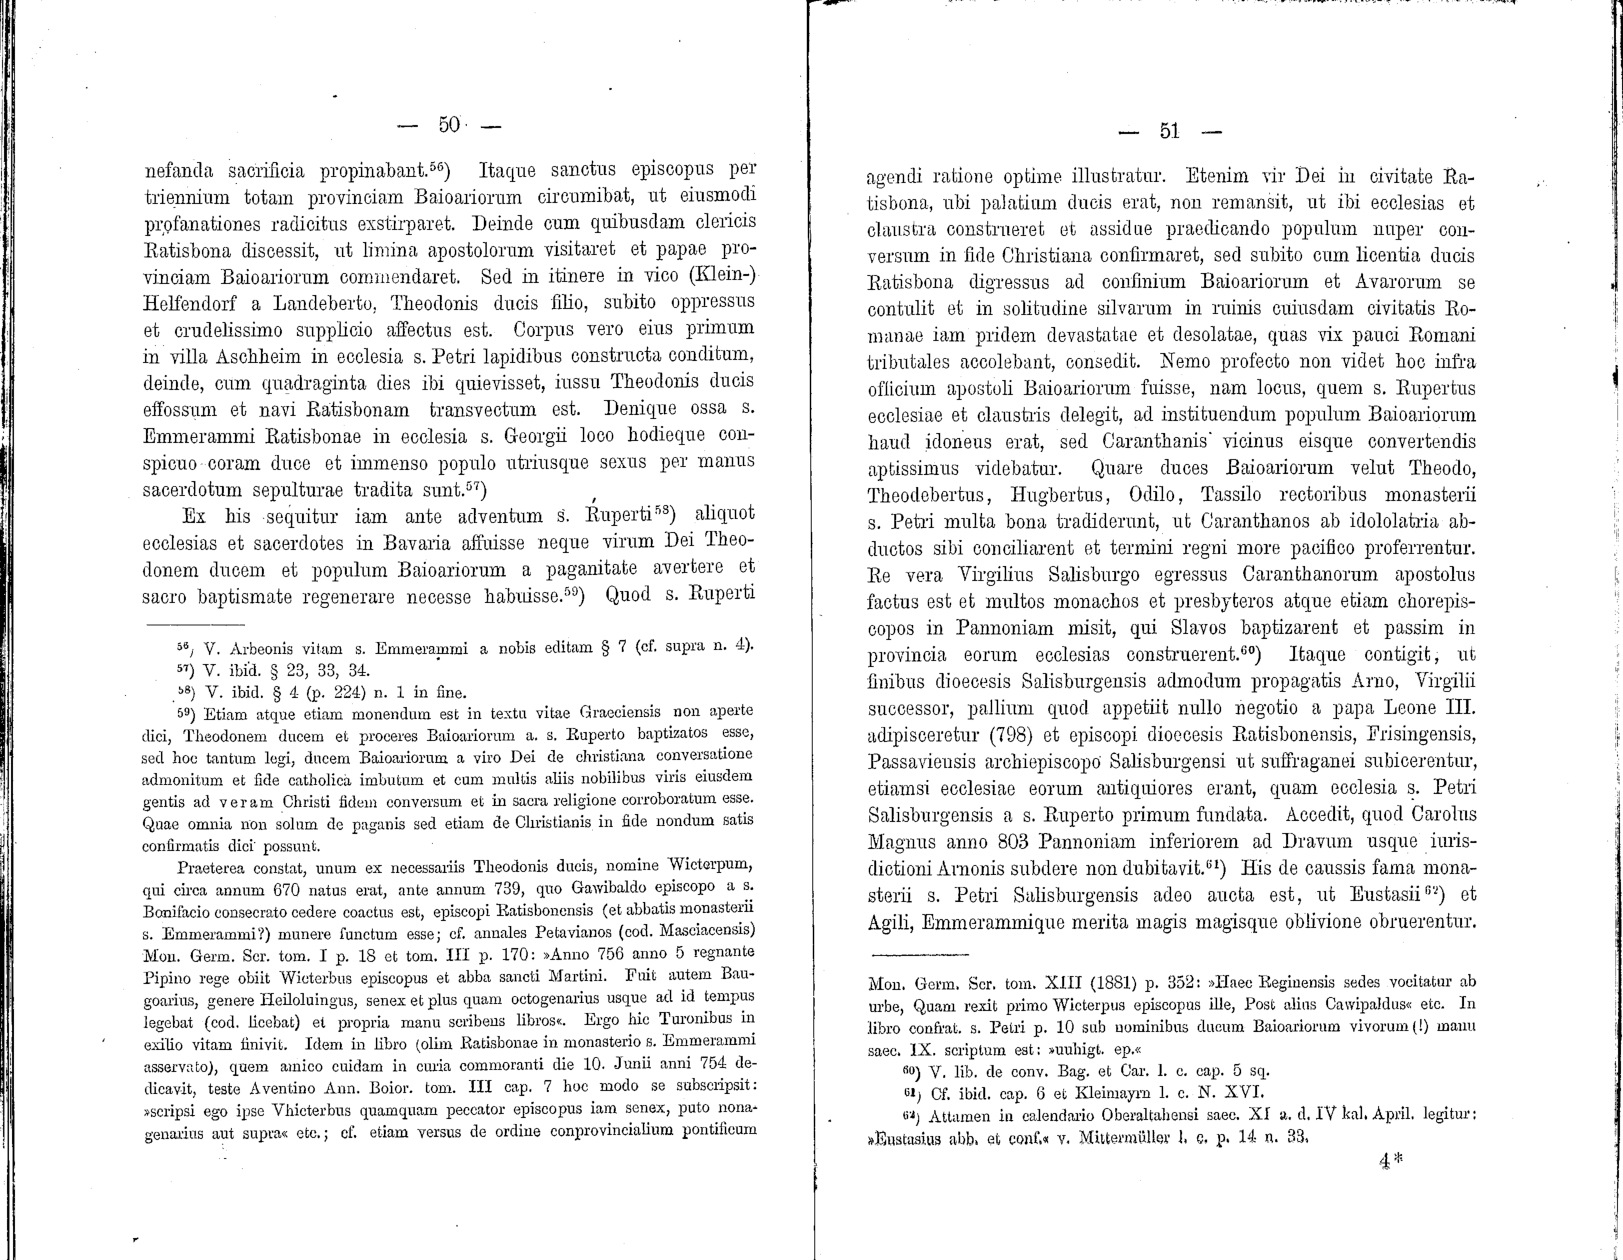 — 50 —
nefanda sacrificia propinabant.⁵⁶) Itaque sanctus episcopus per
triennium totam provinciam Baioariorum circumibat, ut eiusmodi
profanationes radicitus exstirparet. Deinde cum quibusdam clericis
Ratisbona discessit, ut limina apostolorum visitaret et papae pro-
vinciam Baioariorum commendaret. Sed in itinere in vico (Klein-)
Helfendorf a Landeberto, Theodonis ducis filio, subito oppressus
et crudelissimo supplicio affectus est. Corpus vero eius primum
in villa Aschheim in ecclesia s. Petri lapidibus constructa conditum,
deinde, cum quadraginta dies ibi quievisset, iussu Theodonis ducis
effossum et navi Ratisbonam transvectum est. Denique ossa s.
Emmerammi Ratisbonae in ecclesia s. Georgii loco hodieque con-
spicuo coram duce et immenso populo utriusque sexus per manus
sacerdotum sepulturae tradita sunt.⁵⁷)
Ex his sequitur iam ante adventum s. Ruperti⁵⁸) aliquot
ecclesias et sacerdotes in Bavaria affuisse neque virum Dei Theo-
donem ducem et populum Baioariorum a paganitate avertere et
sacro baptismate regenerare necesse habuisse.⁵⁹) Quod s. Ruperti
⁵⁶) V. Arbeonis vitam s. Emmerammi a nobis editam § 7 (cf. supra n. 4).
⁵⁷) V. ibid. § 23, 33, 34.
⁵⁸) V. ibid. § 4 (p. 224) n. 1 in fine.
⁵⁹) Etiam atque etiam monendum est in textu vitae Graeciensis non aperte
dici, Theodonem ducem et proceres Baioariorum a. s. Ruperto baptizatos esse,
sed hoc tantum legi, ducem Baioariorum a viro Dei de christiana conversatione
admonitum et fide catholica imbutum et cum multis aliis nobilibus viris eiusdem
gentis ad veram Christi fidem conversum et in sacra religione corroboratum esse.
Quae omnia non solum de paganis sed etiam de Christianis in fide nondum satis
confirmatis dici possunt.
Praeterea constat, unum ex necessariis Theodonis ducis, nomine Wicterpum,
qui circa annum 670 natus erat, ante annum 739, quo Gawibaldo episcopo a s.
Bonifacio consecrato cedere coactus est, episcopi Ratisbonensis (et abbatis monasterii
s. Emmerammi?) munere functum esse; cf. annales Petavianos (cod. Masciacensis)
Mon. Germ. Scr. tom. I p. 18 et tom. III p. 170: »Anno 756 anno 5 regnante
Pipino rege obiit Wicterbus episcopus et abba sancti Martini. Fuit autem Bau-
goarius, genere Heiloluingus, senex et plus quam octogenarius usque ad id tempus
legebat (cod. licebat) et propria manu scribens libros«. Ergo hic Turonibus in
exilio vitam finivit. Idem in libro (olim Ratisbonae in monasterio s. Emmerammi
asservato), quem amico cuidam in curia commoranti die 10. Junii anni 754 de-
dicavit, teste Aventino Ann. Boior. tom. III cap. 7 hoc modo se subscripsit:
»scripsi ego ipse Vhicterbus quamquam peccator episcopus iam senex, puto nona-
genarius aut supra« etc.; cf. etiam versus de ordine conprovincialium pontificum
— 51 —
agendi ratione optime illustratur. Etenim vir Dei in civitate Ra-
tisbona, ubi palatium ducis erat, non remansit, ut ibi ecclesias et
claustra construeret et assidue praedicando populum nuper con-
versum in fide Christiana confirmaret, sed subito cum licentia ducis
Ratisbona digressus ad confinium Baioariorum et Avarorum se
contulit et in solitudine silvarum in ruinis cuiusdam civitatis Ro-
manae iam pridem devastatae et desolatae, quas vix pauci Romani
tributales accolebant, consedit. Nemo profecto non videt hoc infra
officium apostoli Baioariorum fuisse, nam locus, quem s. Rupertus
ecclesiae et claustris delegit, ad instituendum populum Baioariorum
haud idoneus erat, sed Caranthanis vicinus eisque convertendis
aptissimus videbatur. Quare duces Baioariorum velut Theodo,
Theodebertus, Hugbertus, Odilo, Tassilo rectoribus monasterii
s. Petri multa bona tradiderunt, ut Caranthanos ab idololatria ab-
ductos sibi conciliarent et termini regni more pacifico proferrentur.
Re vera Virgilius Salisburgo egressus Caranthanorum apostolus
factus est et multos monachos et presbyteros atque etiam chorepis-
copos in Pannoniam misit, qui Slavos baptizarent et passim in
provincia eorum ecclesias construerent.⁶⁰) Itaque contigit, ut
finibus dioecesis Salisburgensis admodum propagatis Arno, Virgilii
successor, pallium quod appetiit nullo negotio a papa Leone III.
adipisceretur (798) et episcopi dioecesis Ratisbonensis, Frisingensis,
Passaviensis archiepiscopo Salisburgensi ut suffraganei subicerentur,
etiamsi ecclesiae eorum antiquiores erant, quam ecclesia s. Petri
Salisburgensis a s. Ruperto primum fundata. Accedit, quod Carolus
Magnus anno 803 Pannoniam inferiorem ad Dravum usque iuris-
dictioni Arnonis subdere non dubitavit.⁶¹) His de caussis fama mona-
sterii s. Petri Salisburgensis adeo aucta est, ut Eustasii⁶²) et
Agili, Emmerammique merita magis magisque oblivione obruerentur.
Mon. Germ. Scr. tom. XIII (1881) p. 352: »Haec Reginensis sedes vocitatur ab
urbe, Quam rexit primo Wicterpus episcopus ille, Post alius Cawipaldus« etc. In
libro confrat. s. Petri p. 10 sub nominibus ducum Baioariorum vivorum (!) manu
saec. IX. scriptum est: »uuhigt. ep.«
⁶⁰) V. lib. de conv. Bag. et Car. l. c. cap. 5 sq.
⁶¹) Cf. ibid. cap. 6 et Kleimayrn l. c. N. XVI.
⁶²) Attamen in calendario Oberaltahensi saec. XI a. d. IV kal. April. legitur:
»Eustasius abb. et conf.« v. Mittermüller l. c. p. 14 n. 33.
4*